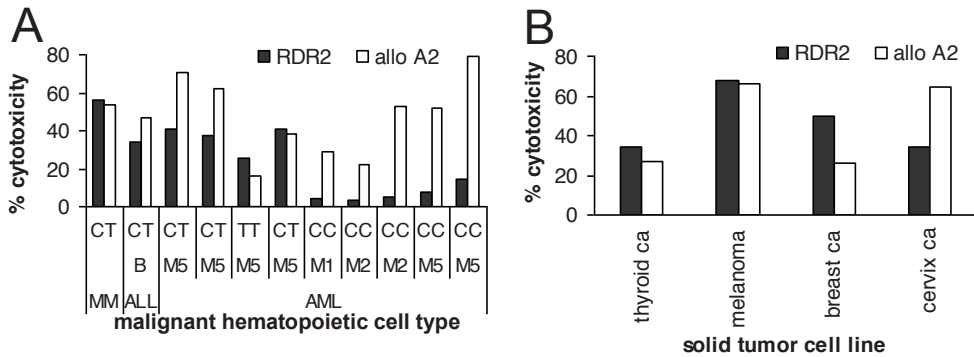 A
80
60
40
20
0
% cytotoxicity
RDR2 allo A2
CT CT CT CT TT CT CC CC CC CC CC
B M5 M5 M5 M5 M1 M2 M2 M5 M5
MM ALL AML
malignant hematopoietic cell type
B
80
60
40
20
0
% cytotoxicity
RDR2 allo A2
thyroid ca
melanoma
breast ca
cervix ca
solid tumor cell line